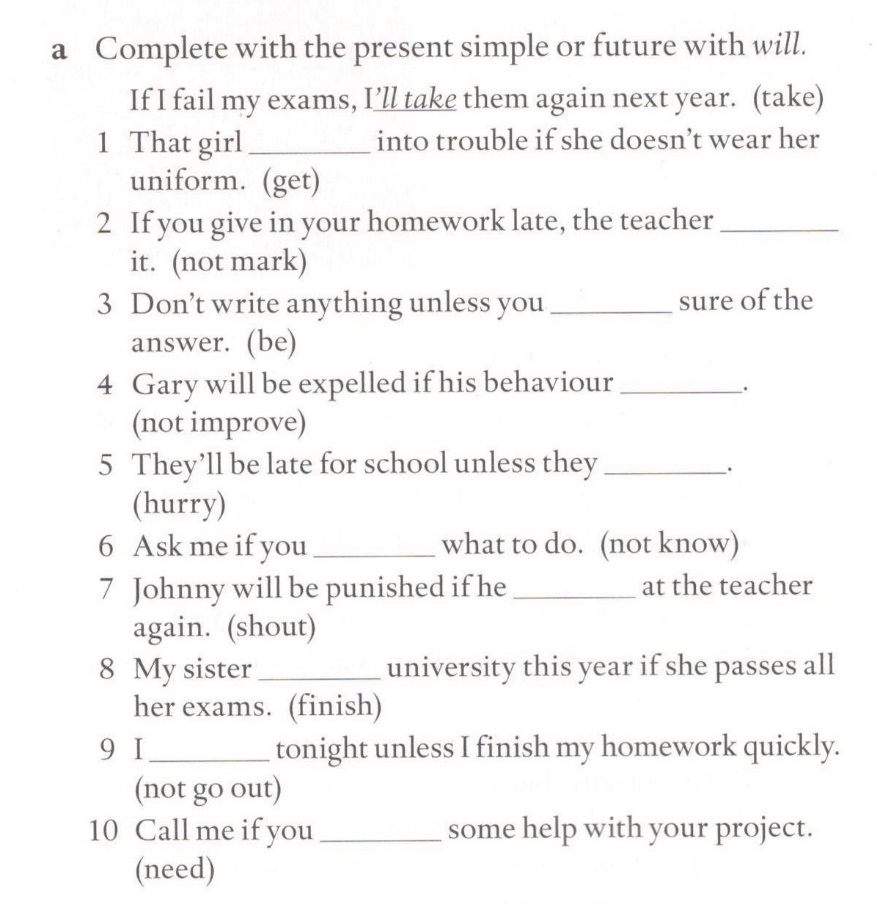 a Complete with the present simple or future with will.
If I fail my exams, I'll take them again next year. (take)
1 That girl ________ into trouble if she doesn't wear her
uniform. (get)
2 If you give in your homework late, the teacher ________
it. (not mark)
3 Don't write anything unless you ________ sure of the
answer. (be)
4 Gary will be expelled if his behaviour ________.
(not improve)
5 They'll be late for school unless they ________.
(hurry)
6 Ask me if you ________ what to do. (not know)
7 Johnny will be punished if he ________ at the teacher
again. (shout)
8 My sister ________ university this year if she passes all
her exams. (finish)
9 I ________ tonight unless I finish my homework quickly.
(not go out)
10 Call me if you ________ some help with your project.
(need)